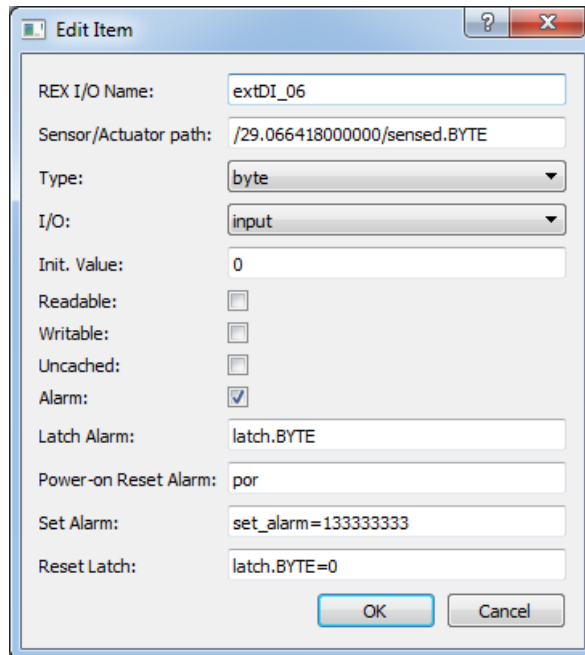 Edit Item
REX I/O Name: extDI_06
Sensor/Actuator path: /29.066418000000/sensed.BYTE
Type: byte
I/O: input
Init. Value: 0
Readable:
Writable:
Uncached:
Alarm:
Latch Alarm: latch.BYTE
Power-on Reset Alarm: por
Set Alarm: set_alarm=133333333
Reset Latch: latch.BYTE=0
OK Cancel